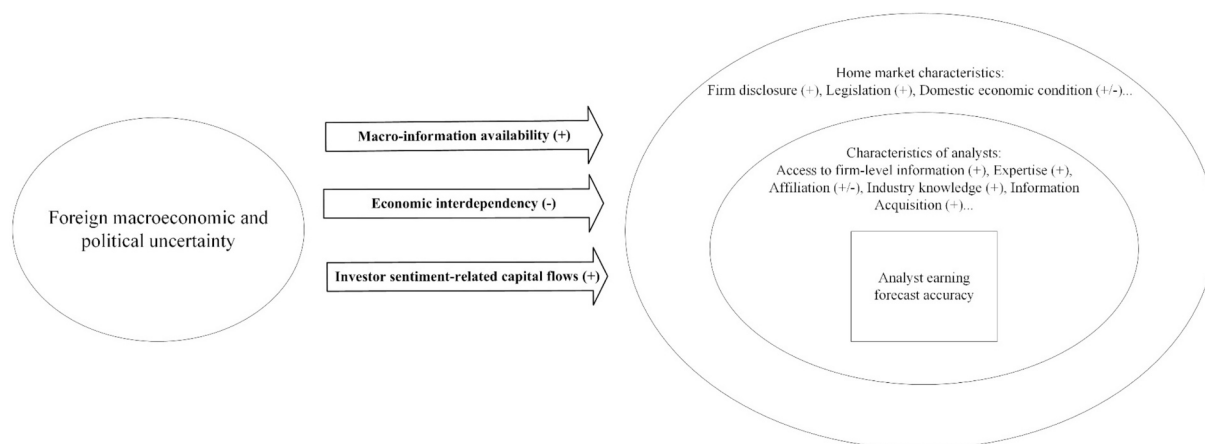 Home market characteristics:
Firm disclosure (+), Legislation (+), Domestic economic condition (+/-)...
Macro-information availability (+)
Characteristics of analysts:
Access to firm-level information (+), Expertise (+),
Affiliation (+/-), Industry knowledge (+), Information
Acquisition (+)...
Economic interdependency (-)
Foreign macroeconomic and
political uncertainty
Investor sentiment-related capital flows (+)
Analyst earning
forecast accuracy